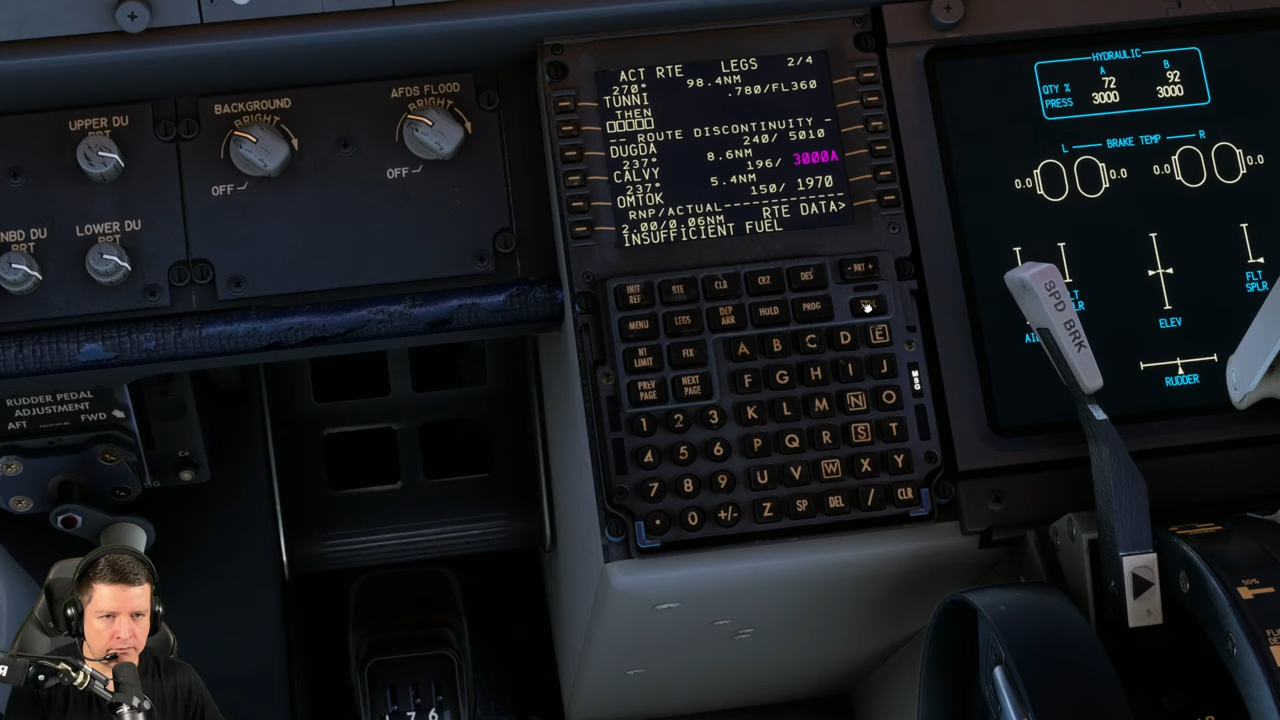 UPPER DU
BRT
BACKGROUND
BRIGHT
OFF
AFDS FLOOD
BRIGHT
OFF
LOWER DU
BRT
RUDDER PEDAL
ADJUSTMENT
AFT FWD
ACT RTE LEGS 2/4
270° 98.4NM
TUNNI .780/FL360
THEN
□□□□□
- ROUTE DISCONTINUITY -
DUGDA 240/ 5010
237° 8.6NM
CALVY 196/ 3000A
237° 5.4NM
OMTOK 150/ 1970
RNP/ACTUAL--------------
2.00/0.06NM RTE DATA>
INSUFFICIENT FUEL
INIT REF
RTE
CLB
CRZ
DES
- BRT +
MENU
LEGS
DEP ARR
HOLD
PROG
N1 LIMIT
FIX
A B C D E
PREV PAGE
NEXT PAGE
F G H I J
MSG
1 2 3
K L M N O
4 5 6
P Q R S T
7 8 9
U V W X Y
. 0 +/-
Z SP DEL / CLR
HYDRAULIC
A B
QTY % 72 92
PRESS 3000 3000
L BRAKE TEMP R
0.0 0.0 0.0 0.0
FLT
SPLR
ELEV
RUDDER
SPD BRK
50%
7 6